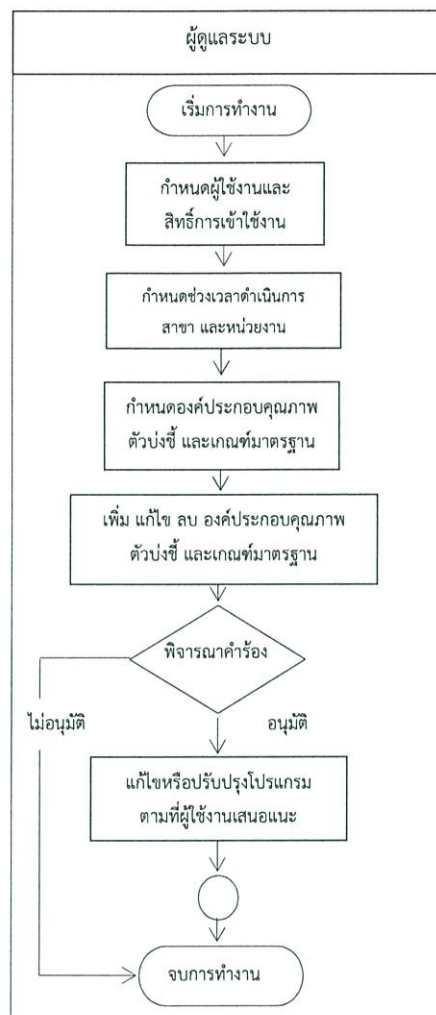 ผู้ดูแลระบบ
เริ่มการทำงาน
กำหนดผู้ใช้งานและ
สิทธิ์การเข้าใช้งาน
กำหนดช่วงเวลาดำเนินการ
สาขา และหน่วยงาน
กำหนดองค์ประกอบคุณภาพ
ตัวบ่งชี้ และเกณฑ์มาตรฐาน
เพิ่ม แก้ไข ลบ องค์ประกอบคุณภาพ
ตัวบ่งชี้ และเกณฑ์มาตรฐาน
พิจารณาคำร้อง
ไม่อนุมัติ
อนุมัติ
แก้ไขหรือปรับปรุงโปรแกรม
ตามที่ผู้ใช้งานเสนอแนะ
จบการทำงาน